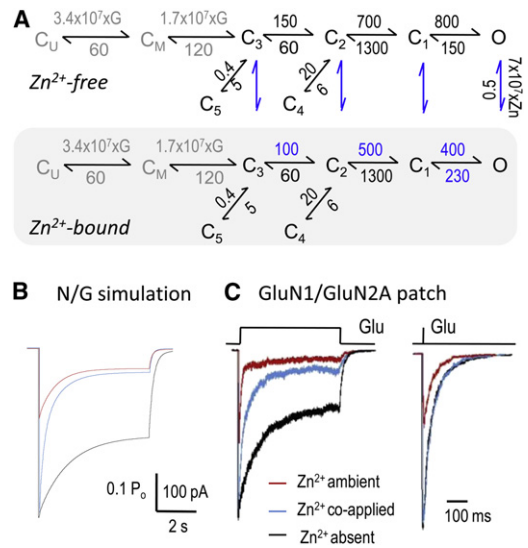 A
3.4x10⁷xG 1.7x10⁷xG 150 700 800
C_U C_M C₃ C₂ C₁ O
60 120 60 1300 150
Zn²⁺-free
0.4 5 20 6 0.5 7x10⁷xZn
C₅ C₄
3.4x10⁷xG 1.7x10⁷xG 100 500 400
C_U C_M C₃ C₂ C₁ O
60 120 60 1300 230
0.4 5 20 6
Zn²⁺-bound
C₅ C₄
B N/G simulation
C GluN1/GluN2A patch
Glu Glu
0.1 Pₒ 100 pA
2 s
Zn²⁺ ambient
Zn²⁺ co-applied
Zn²⁺ absent
100 ms